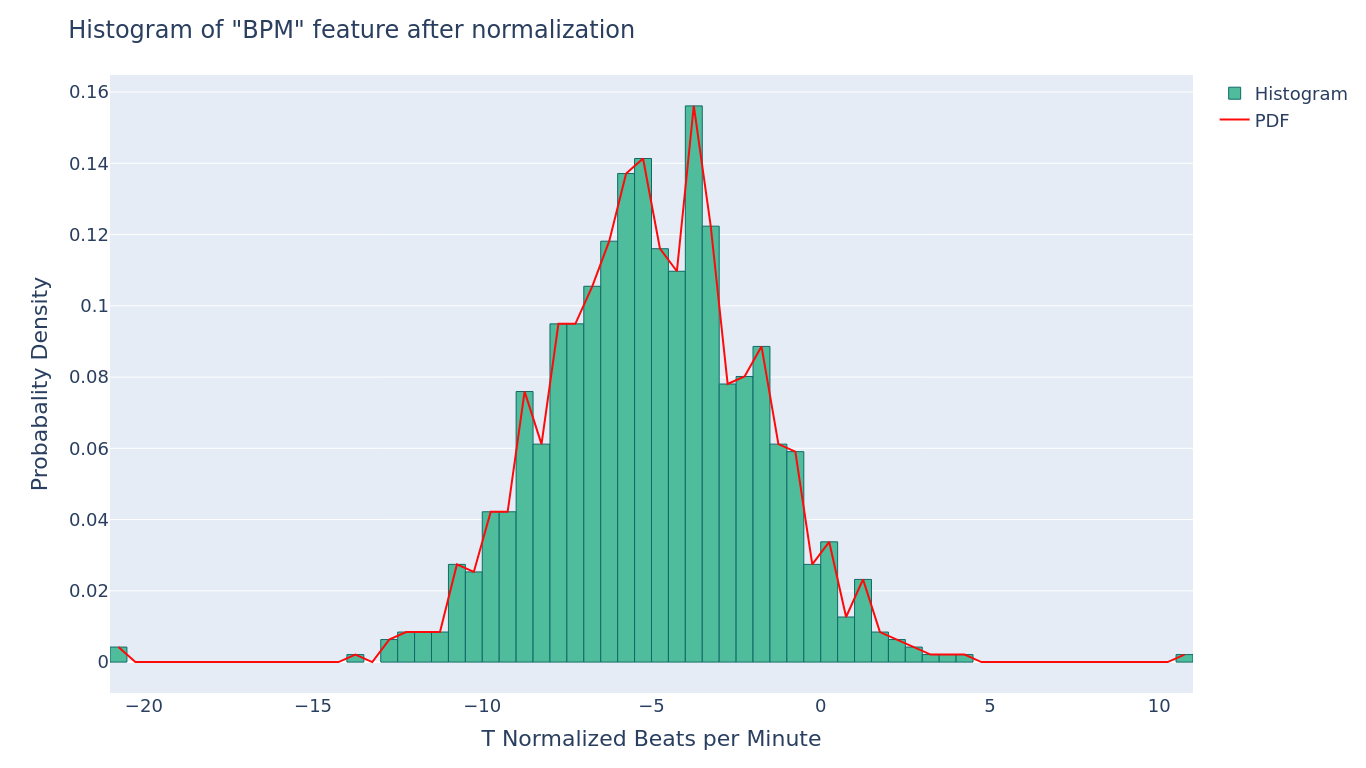 Histogram of "BPM" feature after normalization
Histogram
PDF
Probabality Density
0.16
0.14
0.12
0.1
0.08
0.06
0.04
0.02
0
−20 −15 −10 −5 0 5 10
T Normalized Beats per Minute